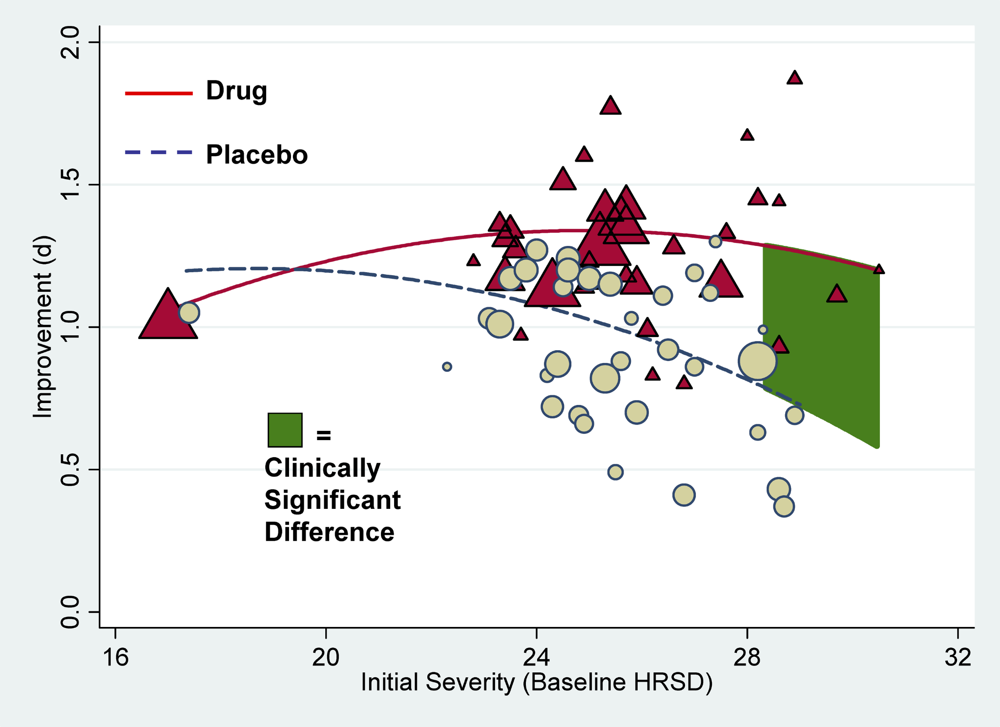 2.0
1.5
1.0
0.5
0.0
Improvement (d)
Drug
Placebo
=
Clinically
Significant
Difference
16 20 24 28 32
Initial Severity (Baseline HRSD)